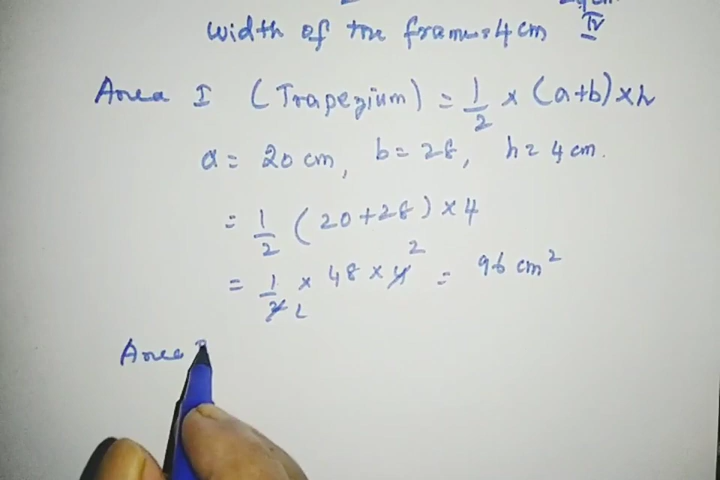 IV
width of the frame = 4 cm
Area I (Trapezium) = 1/2 × (a+b) × h
a = 20 cm, b = 28, h = 4 cm.
= 1/2 (20+28) × 4
= 1/2 × 48 × 4 2 = 96 cm²
Area